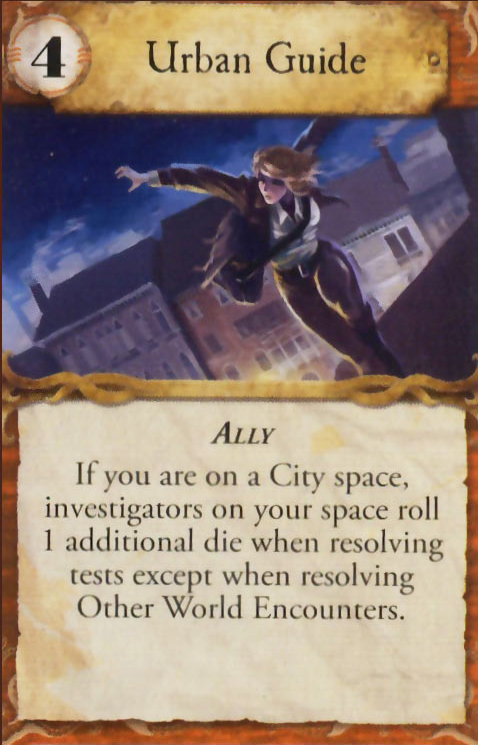 4
Urban Guide
ALLY
If you are on a City space,
investigators on your space roll
1 additional die when resolving
tests except when resolving
Other World Encounters.